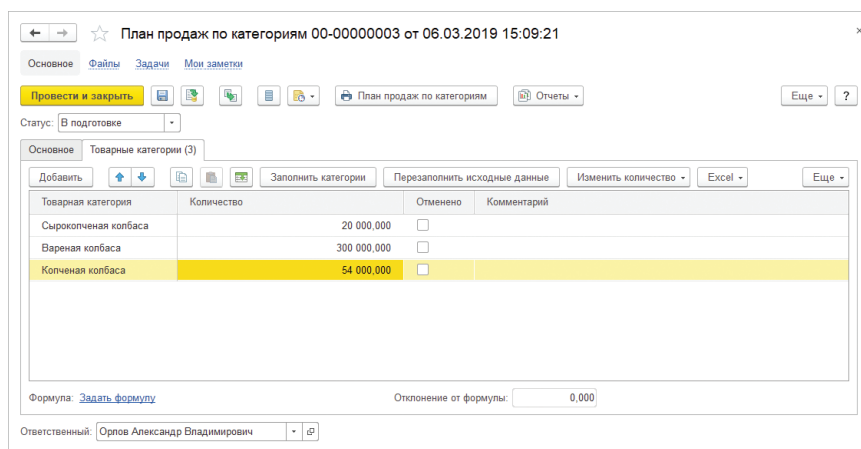 План продаж по категориям 00-00000003 от 06.03.2019 15:09:21
Основное Файлы Задачи Мои заметки
Провести и закрыть План продаж по категориям Отчеты Еще ?
Статус: В подготовке
Основное Товарные категории (3)
Добавить Заполнить категории Перезаполнить исходные данные Изменить количество Excel Еще
Товарная категория Количество Отменено Комментарий
Сырокопченая колбаса 20 000,000
Вареная колбаса 300 000,000
Копченая колбаса 54 000,000
Формула: Задать формулу Отклонение от формулы: 0,000
Ответственный: Орлов Александр Владимирович